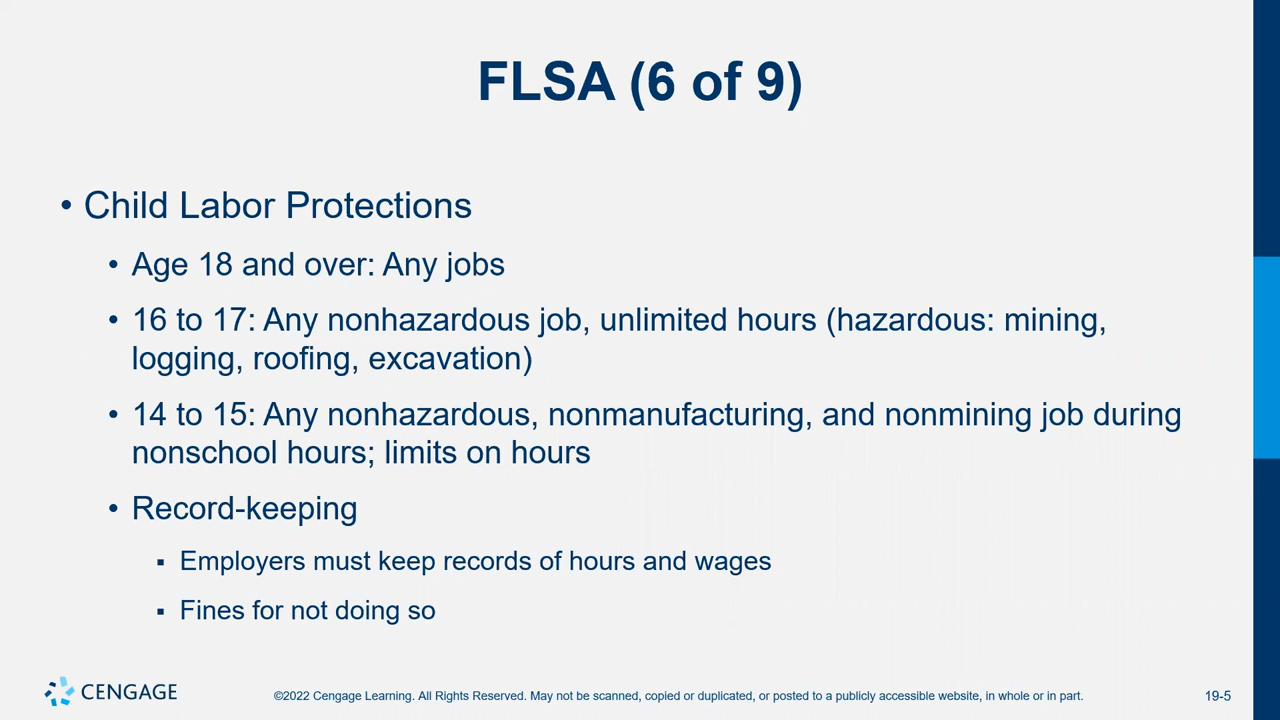 FLSA (6 of 9)
• Child Labor Protections
• Age 18 and over: Any jobs
• 16 to 17: Any nonhazardous job, unlimited hours (hazardous: mining,
logging, roofing, excavation)
• 14 to 15: Any nonhazardous, nonmanufacturing, and nonmining job during
nonschool hours; limits on hours
• Record-keeping
▪ Employers must keep records of hours and wages
▪ Fines for not doing so
CENGAGE
©2022 Cengage Learning. All Rights Reserved. May not be scanned, copied or duplicated, or posted to a publicly accessible website, in whole or in part.
19-5